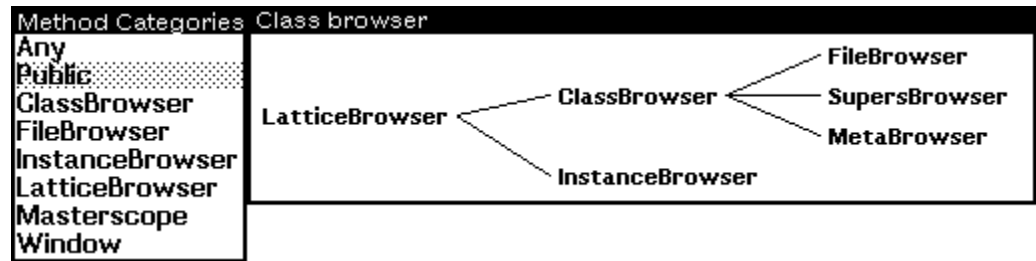 Method Categories
Any
Public
ClassBrowser
FileBrowser
InstanceBrowser
LatticeBrowser
Masterscope
Window
Class browser
LatticeBrowser
ClassBrowser
InstanceBrowser
FileBrowser
SupersBrowser
MetaBrowser